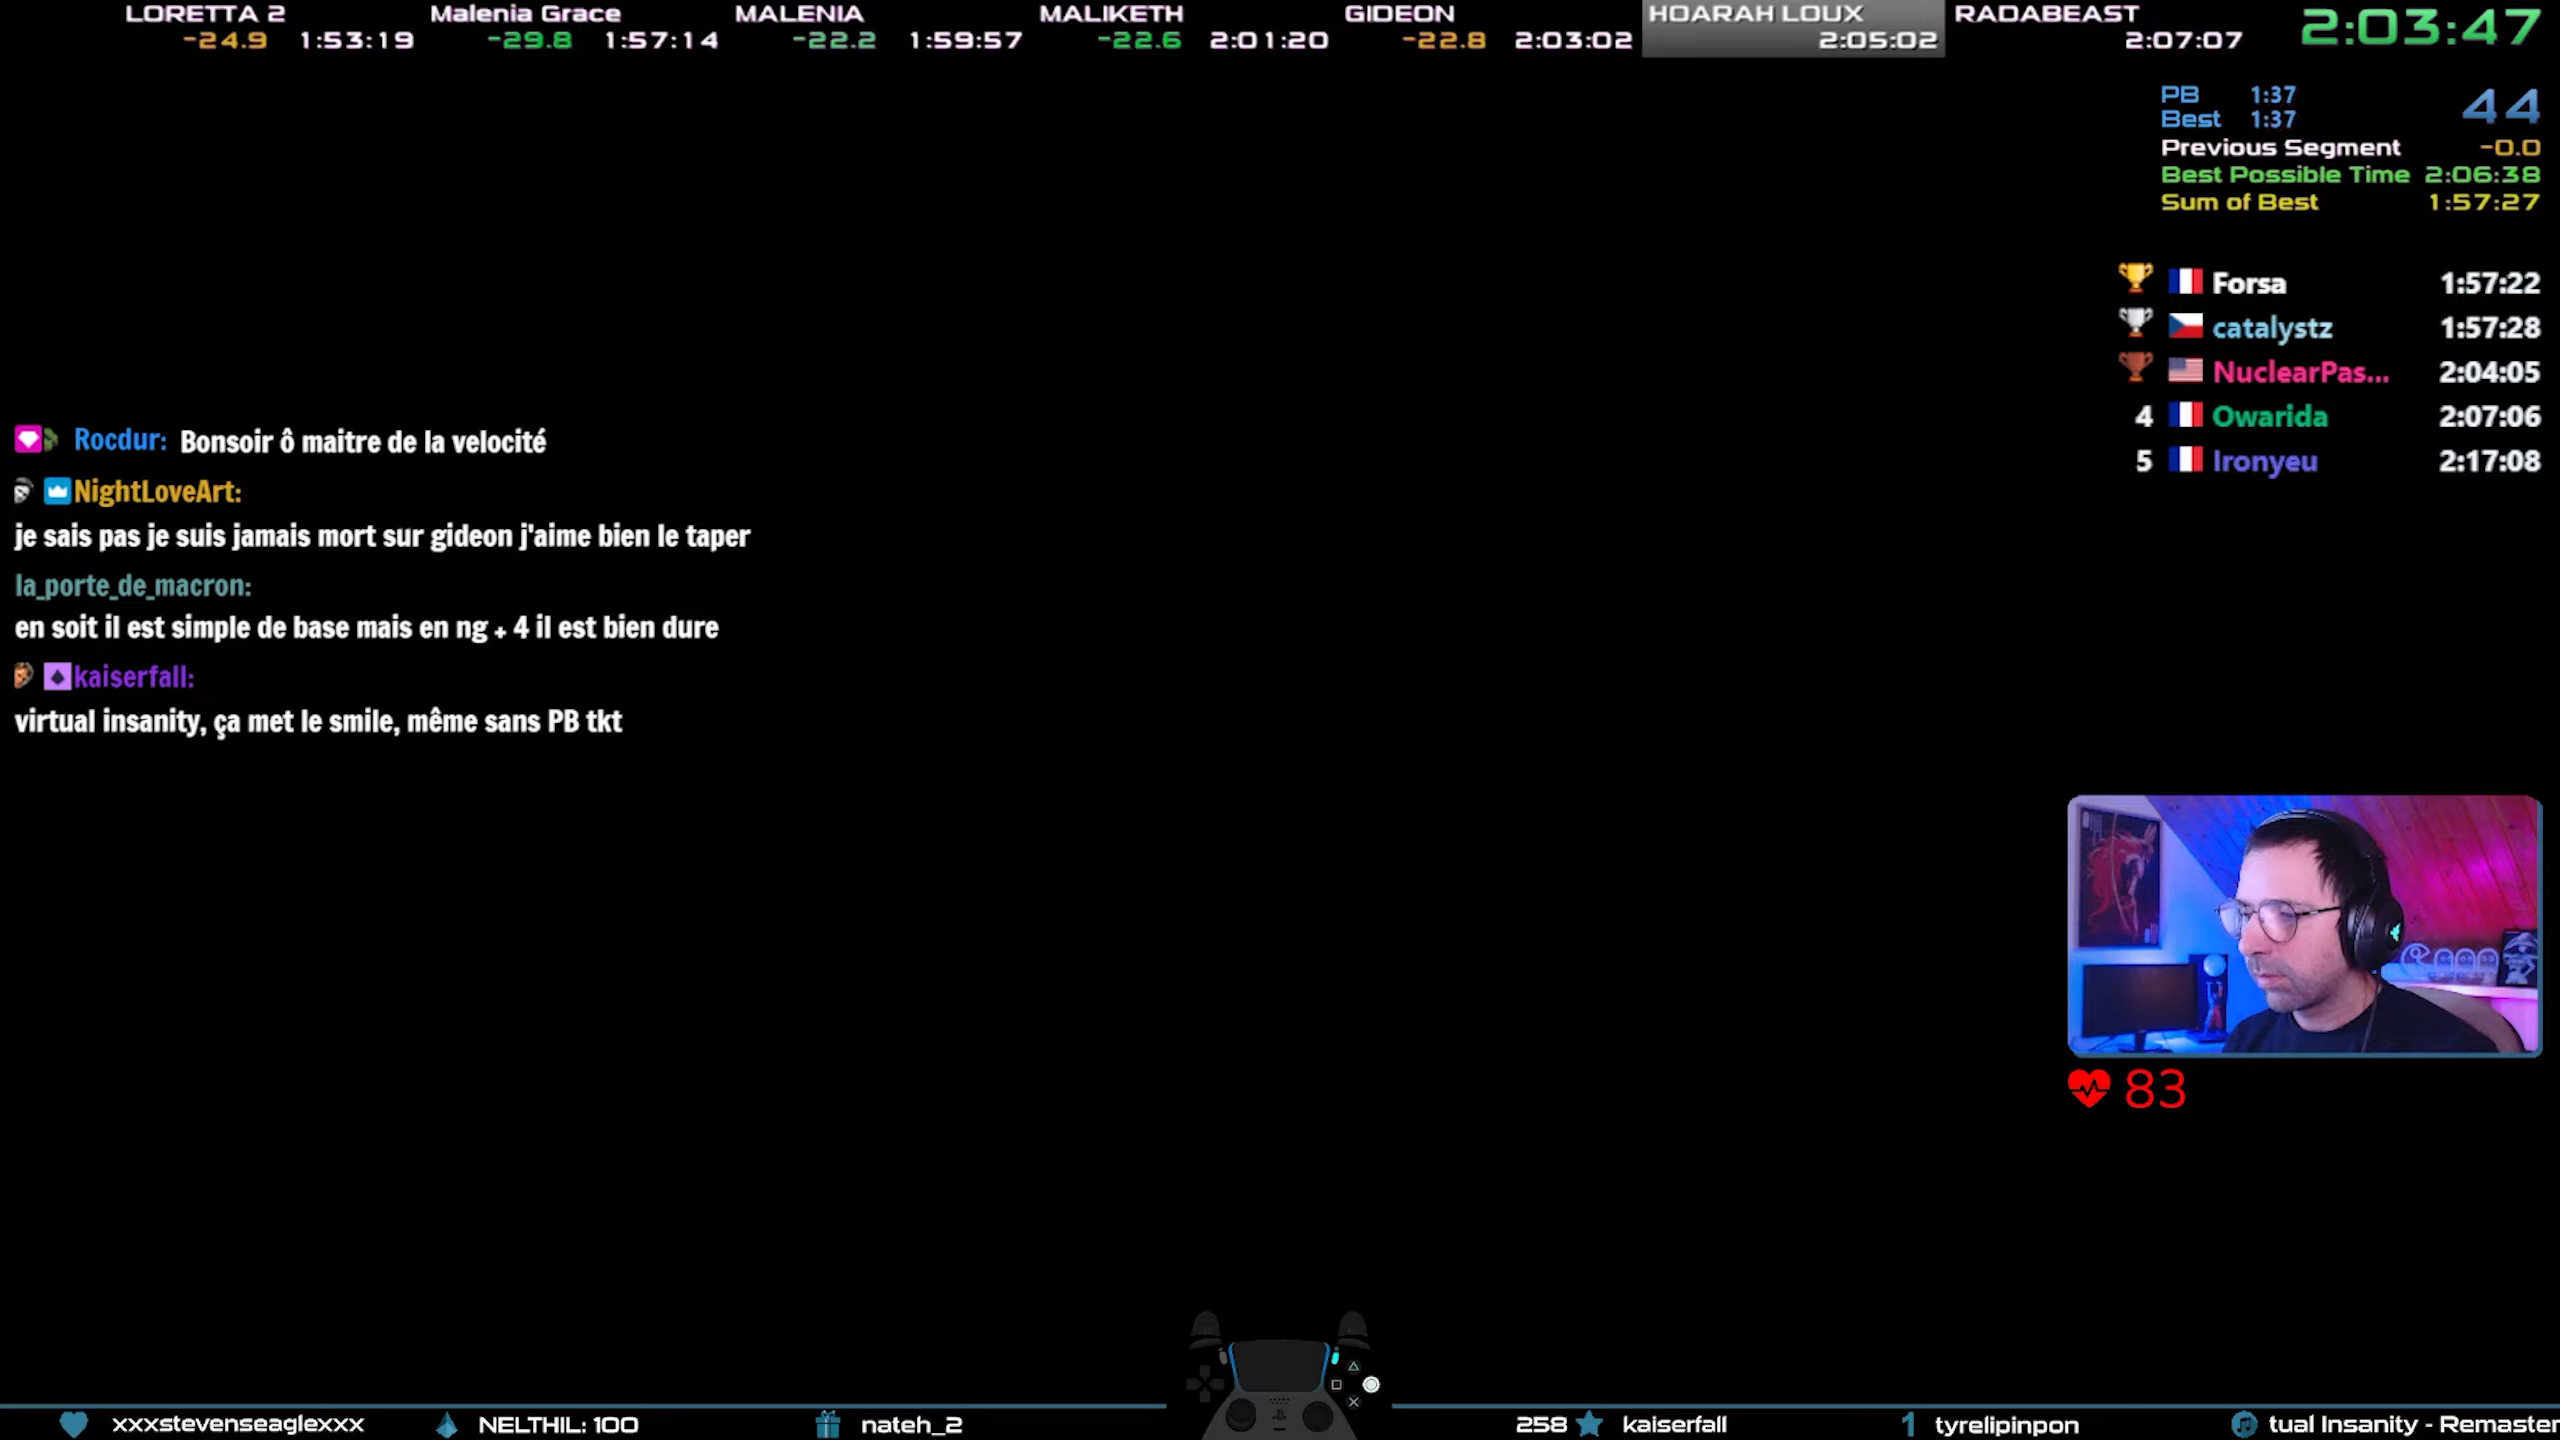 LORETTA 2 Malenia Grace MALENIA MALIKETH GIDEON HOARAH LOUX RADABEAST 2:03:47
-24.9 1:53:19 -29.8 1:57:14 -22.2 1:59:57 -22.6 2:01:20 -22.8 2:03:02 2:05:02 2:07:07
PB 1:37 44
Best 1:37
Previous Segment -0.0
Best Possible Time 2:06:38
Sum of Best 1:57:27
Forsa 1:57:22
catalystz 1:57:28
NuclearPas... 2:04:05
4 Owarida 2:07:06
5 Ironyeu 2:17:08
Rocdur: Bonsoir ô maitre de la velocité
NightLoveArt:
je sais pas je suis jamais mort sur gideon j'aime bien le taper
la_porte_de_macron:
en soit il est simple de base mais en ng + 4 il est bien dure
kaiserfall:
virtual insanity, ça met le smile, même sans PB tkt
83
xxxstevenseaglexxx NELTHIL: 100 nateh_2 258 kaiserfall 1 tyrelipinpon tual Insanity - Remaster